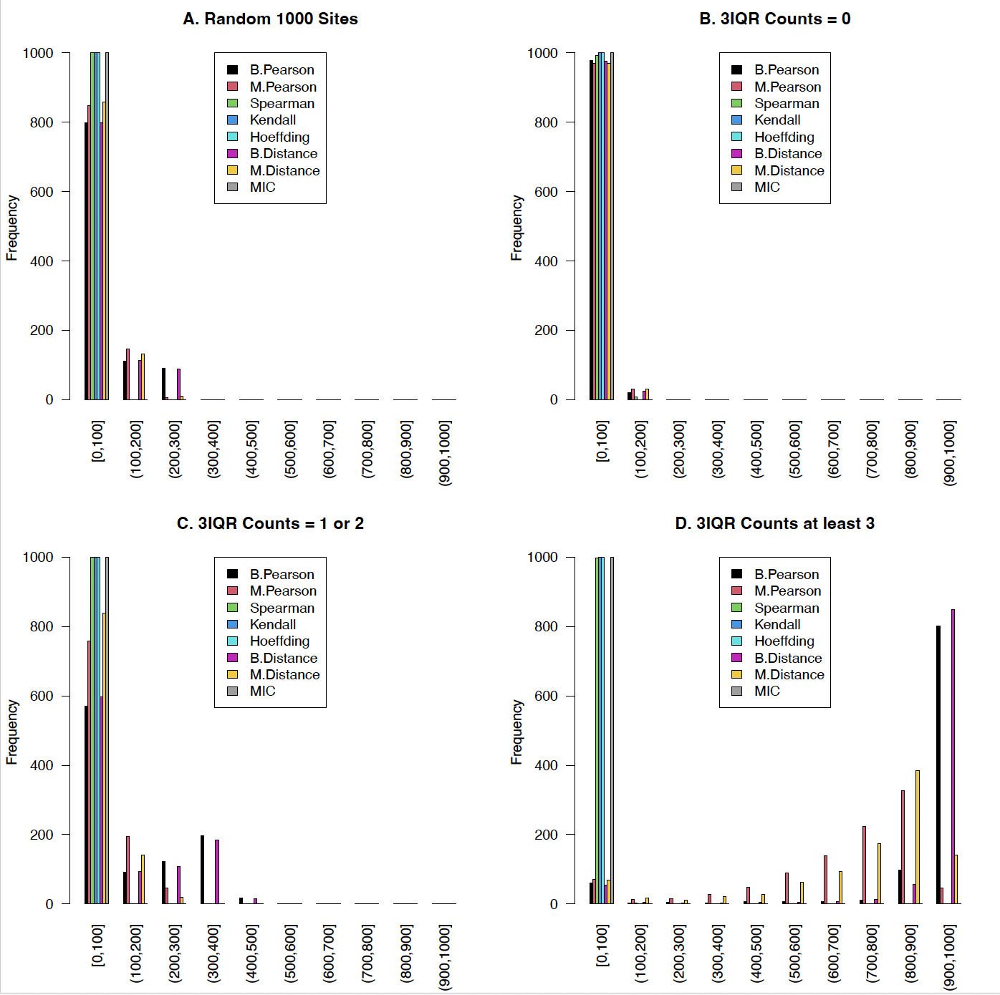 A. Random 1000 Sites
1000
800
600
400
200
0
Frequency
B.Pearson
M.Pearson
Spearman
Kendall
Hoeffding
B.Distance
M.Distance
MIC
[0,100]
(100,200]
(200,300]
(300,400]
(400,500]
(500,600]
(600,700]
(700,800]
(800,900]
(900,1000]
B. 3IQR Counts = 0
1000
800
600
400
200
0
Frequency
B.Pearson
M.Pearson
Spearman
Kendall
Hoeffding
B.Distance
M.Distance
MIC
[0,100]
(100,200]
(200,300]
(300,400]
(400,500]
(500,600]
(600,700]
(700,800]
(800,900]
(900,1000]
C. 3IQR Counts = 1 or 2
1000
800
600
400
200
0
Frequency
B.Pearson
M.Pearson
Spearman
Kendall
Hoeffding
B.Distance
M.Distance
MIC
[0,100]
(100,200]
(200,300]
(300,400]
(400,500]
(500,600]
(600,700]
(700,800]
(800,900]
(900,1000]
D. 3IQR Counts at least 3
1000
800
600
400
200
0
Frequency
B.Pearson
M.Pearson
Spearman
Kendall
Hoeffding
B.Distance
M.Distance
MIC
[0,100]
(100,200]
(200,300]
(300,400]
(400,500]
(500,600]
(600,700]
(700,800]
(800,900]
(900,1000]